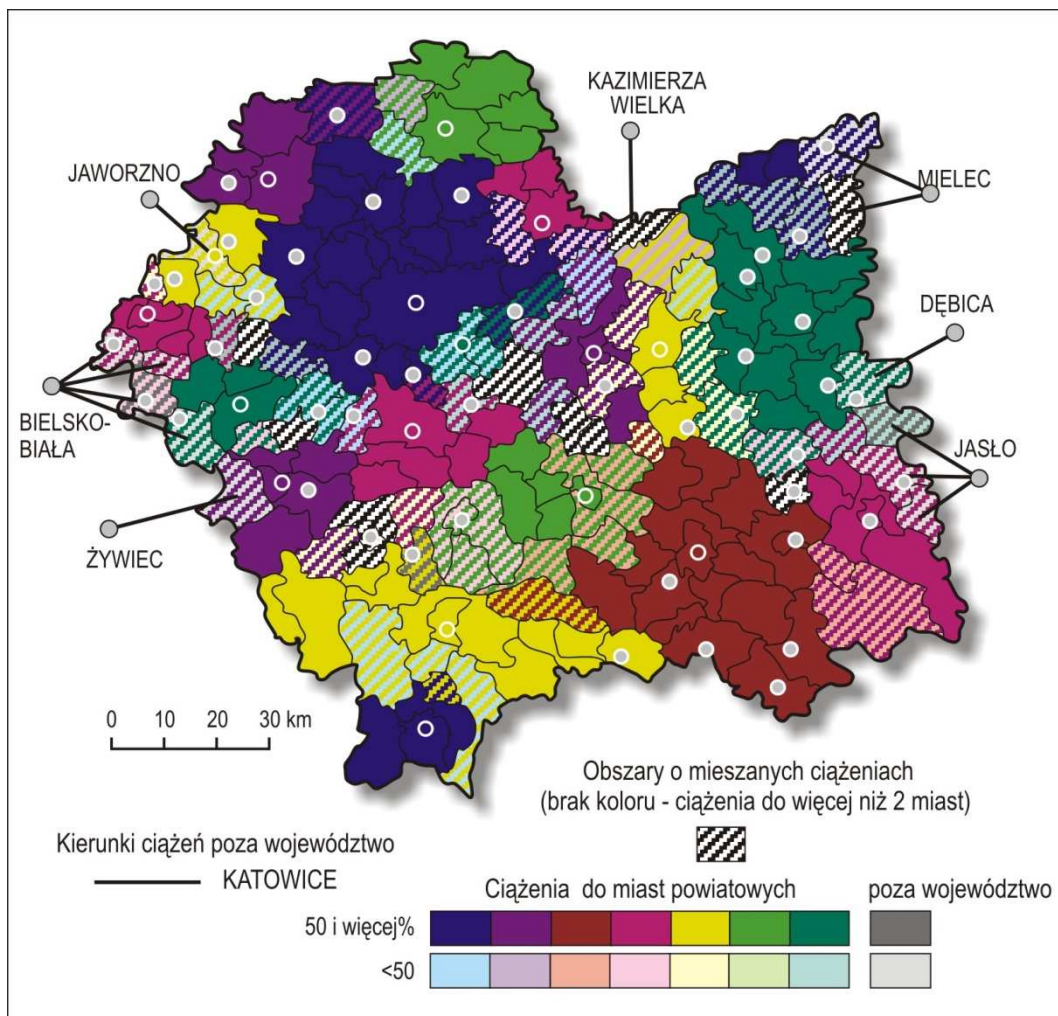 KAZIMIERZA
WIELKA
JAWORZNO
MIELEC
DĘBICA
BIELSKO-
BIAŁA
JASŁO
ŻYWIEC
0 10 20 30 km
Obszary o mieszanych ciążeniach
(brak koloru - ciążenia do więcej niż 2 miast)
Kierunki ciążeń poza województwo
KATOWICE
Ciążenia do miast powiatowych
poza województwo
50 i więcej%
<50